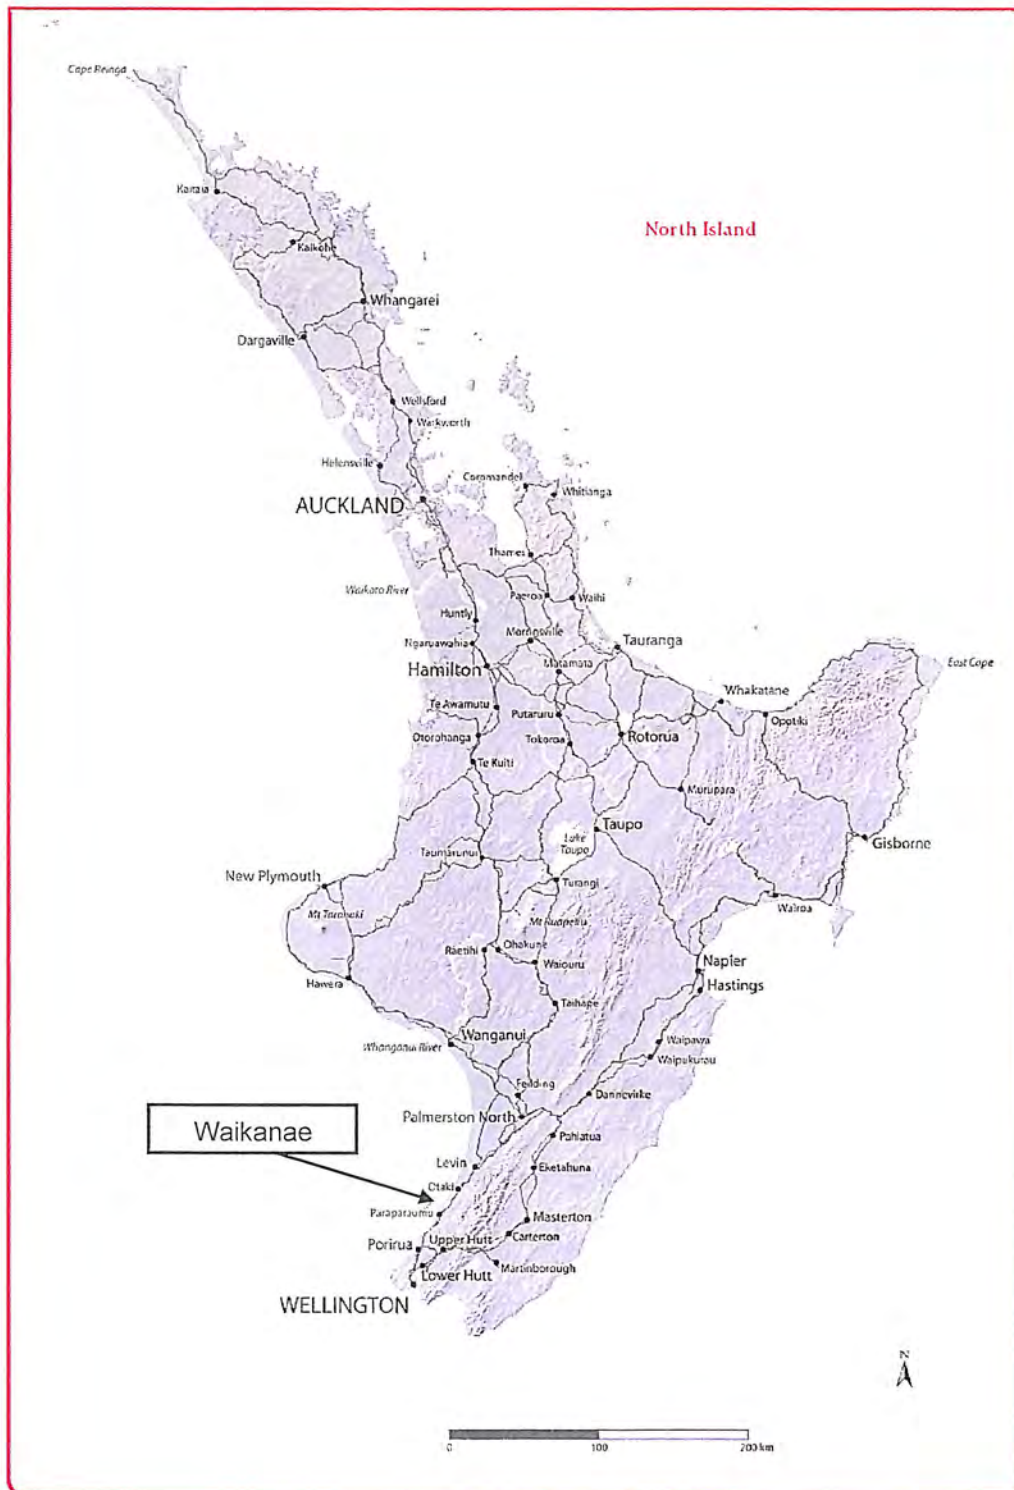 Cape Reinga
Kaitaia
North Island
Kaikohe
Whangarei
Dargaville
Wellsford
Warkworth
Helensville
Coromandel
Whitianga
AUCKLAND
Thames
Waikato River
Paeroa
Waihi
Huntly
Morrinsville
Ngaruawahia
Tauranga
Hamilton
Matamata
East Cape
Whakatane
Te Awamutu
Putaruru
Opotiki
Otorohanga
Tokoroa
Rotorua
Te Kuiti
Murupara
Taupo
Lake
Taupo
Gisborne
Taumarunui
New Plymouth
Turangi
Wairoa
Mt Taranaki
Mt Ruapehu
Raetihi
Ohakune
Waiouru
Napier
Hawera
Hastings
Taihape
Wanganui
Whanganui River
Waipawa
Waipukurau
Feilding
Dannevirke
Palmerston North
Waikanae
Pahiatua
Levin
Eketahuna
Otaki
Paraparaumu
Masterton
Porirua
Upper Hutt
Carterton
Lower Hutt
Martinborough
WELLINGTON
N
0 100 200 km